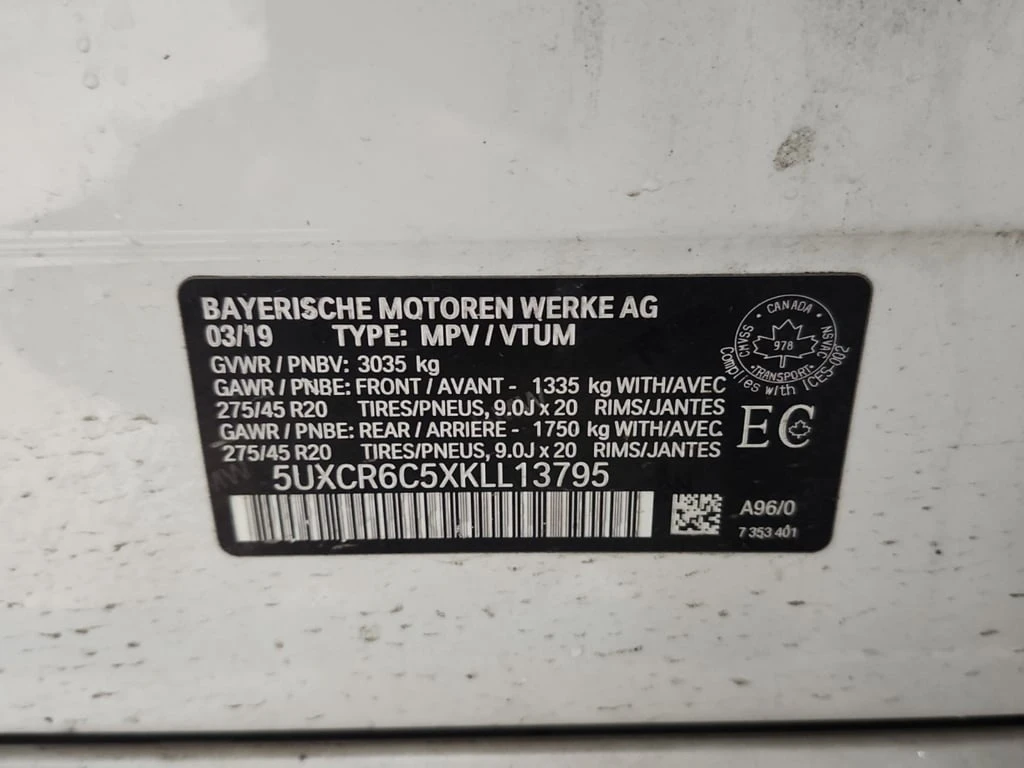 BAYERISCHE MOTOREN WERKE AG
03/19 TYPE: MPV / VTUM
GVWR / PNBV: 3035 kg
GAWR / PNBE: FRONT / AVANT - 1335 kg WITH/AVEC
275/45 R20 TIRES/PNEUS, 9.0J x 20 RIMS/JANTES
GAWR / PNBE: REAR / ARRIERE - 1750 kg WITH/AVEC
275/45 R20 TIRES/PNEUS, 9.0J x 20 RIMS/JANTES
5UXCR6C5XKLL13795
CANADA
CMVSS
NSVAC
978
TRANSPORT
Complies with ICES-002
EC
A96/0
7 353 401